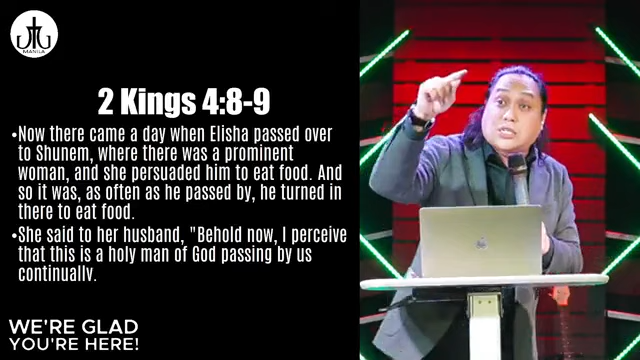 MANGA
2 Kings 4:8-9
•Now there came a day when Elisha passed over
to Shunem, where there was a prominent
woman, and she persuaded him to eat food. And
so it was, as often as he passed by, he turned in
there to eat food.
•She said to her husband, "Behold now, I perceive
that this is a holy man of God passing by us
continually.
WE'RE GLAD
YOU'RE HERE!